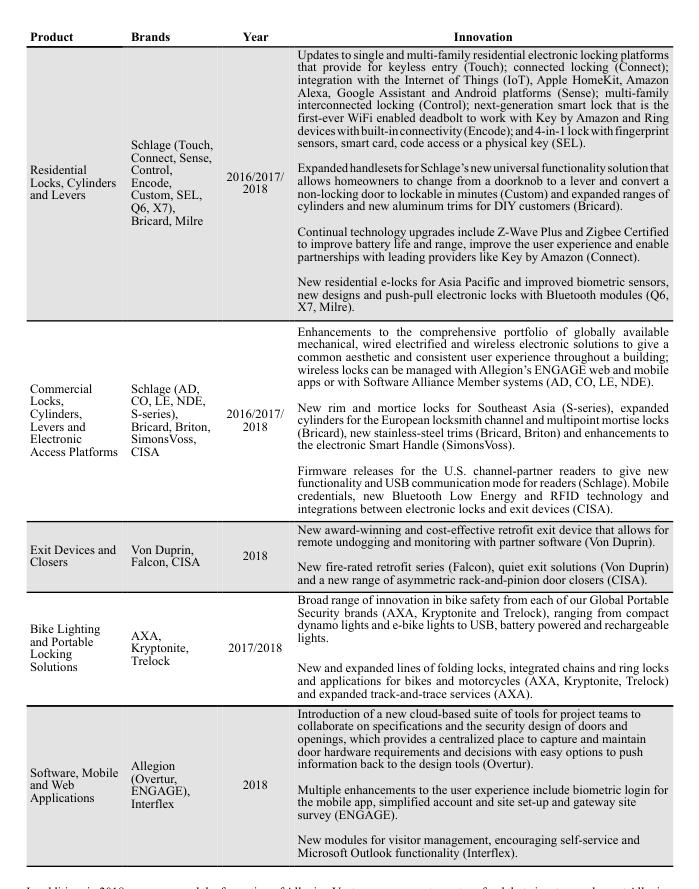 Product Brands Year Innovation
Residential
Locks, Cylinders
and Levers
Schlage (Touch,
Connect, Sense,
Control,
Encode,
Custom, SEL,
Q6, X7),
Bricard, Milre
2016/2017/
2018
Updates to single and multi-family residential electronic locking platforms
that provide for keyless entry (Touch); connected locking (Connect);
integration with the Internet of Things (IoT), Apple HomeKit, Amazon
Alexa, Google Assistant and Android platforms (Sense); multi-family
interconnected locking (Control); next-generation smart lock that is the
first-ever WiFi enabled deadbolt to work with Key by Amazon and Ring
devices with built-in connectivity (Encode); and 4-in-1 lock with fingerprint
sensors, smart card, code access or a physical key (SEL).
Expanded handlesets for Schlage's new universal functionality solution that
allows homeowners to change from a doorknob to a lever and convert a
non-locking door to lockable in minutes (Custom) and expanded ranges of
cylinders and new aluminum trims for DIY customers (Bricard).
Continual technology upgrades include Z-Wave Plus and Zigbee Certified
to improve battery life and range, improve the user experience and enable
partnerships with leading providers like Key by Amazon (Connect).
New residential e-locks for Asia Pacific and improved biometric sensors,
new designs and push-pull electronic locks with Bluetooth modules (Q6,
X7, Milre).
Commercial
Locks,
Cylinders,
Levers and
Electronic
Access Platforms
Schlage (AD,
CO, LE, NDE,
S-series),
Bricard, Briton,
SimonsVoss,
CISA
2016/2017/
2018
Enhancements to the comprehensive portfolio of globally available
mechanical, wired electrified and wireless electronic solutions to give a
common aesthetic and consistent user experience throughout a building;
wireless locks can be managed with Allegion's ENGAGE web and mobile
apps or with Software Alliance Member systems (AD, CO, LE, NDE).
New rim and mortice locks for Southeast Asia (S-series), expanded
cylinders for the European locksmith channel and multipoint mortise locks
(Bricard), new stainless-steel trims (Bricard, Briton) and enhancements to
the electronic Smart Handle (SimonsVoss).
Firmware releases for the U.S. channel-partner readers to give new
functionality and USB communication mode for readers (Schlage). Mobile
credentials, new Bluetooth Low Energy and RFID technology and
integrations between electronic locks and exit devices (CISA).
Exit Devices and
Closers
Von Duprin,
Falcon, CISA
2018
New award-winning and cost-effective retrofit exit device that allows for
remote undogging and monitoring with partner software (Von Duprin).
New fire-rated retrofit series (Falcon), quiet exit solutions (Von Duprin)
and a new range of asymmetric rack-and-pinion door closers (CISA).
Bike Lighting
and Portable
Locking
Solutions
AXA,
Kryptonite,
Trelock
2017/2018
Broad range of innovation in bike safety from each of our Global Portable
Security brands (AXA, Kryptonite and Trelock), ranging from compact
dynamo lights and e-bike lights to USB, battery powered and rechargeable
lights.
New and expanded lines of folding locks, integrated chains and ring locks
and applications for bikes and motorcycles (AXA, Kryptonite, Trelock)
and expanded track-and-trace services (AXA).
Software, Mobile
and Web
Applications
Allegion
(Overtur,
ENGAGE),
Interflex
2018
Introduction of a new cloud-based suite of tools for project teams to
collaborate on specifications and the security design of doors and
openings, which provides a centralized place to capture and maintain
door hardware requirements and decisions with easy options to push
information back to the design tools (Overtur).
Multiple enhancements to the user experience include biometric login for
the mobile app, simplified account and site set-up and gateway site
survey (ENGAGE).
New modules for visitor management, encouraging self-service and
Microsoft Outlook functionality (Interflex).